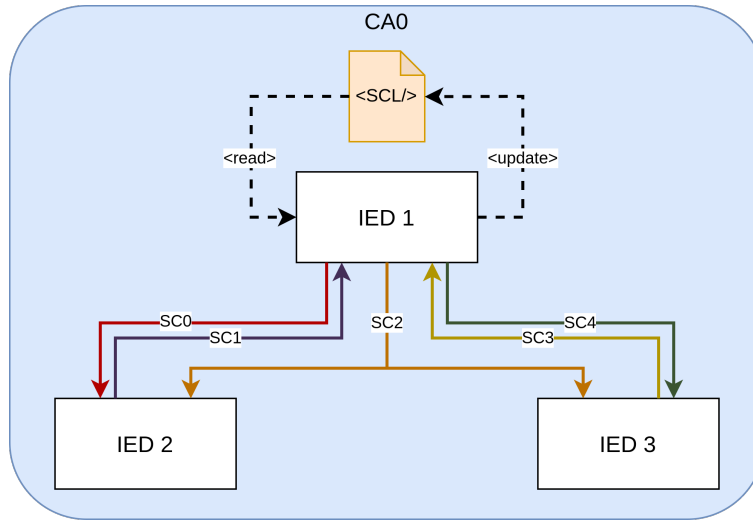 CA0
<SCL/>
<read>
<update>
IED 1
SC0
SC1
SC2
SC3
SC4
IED 2
IED 3